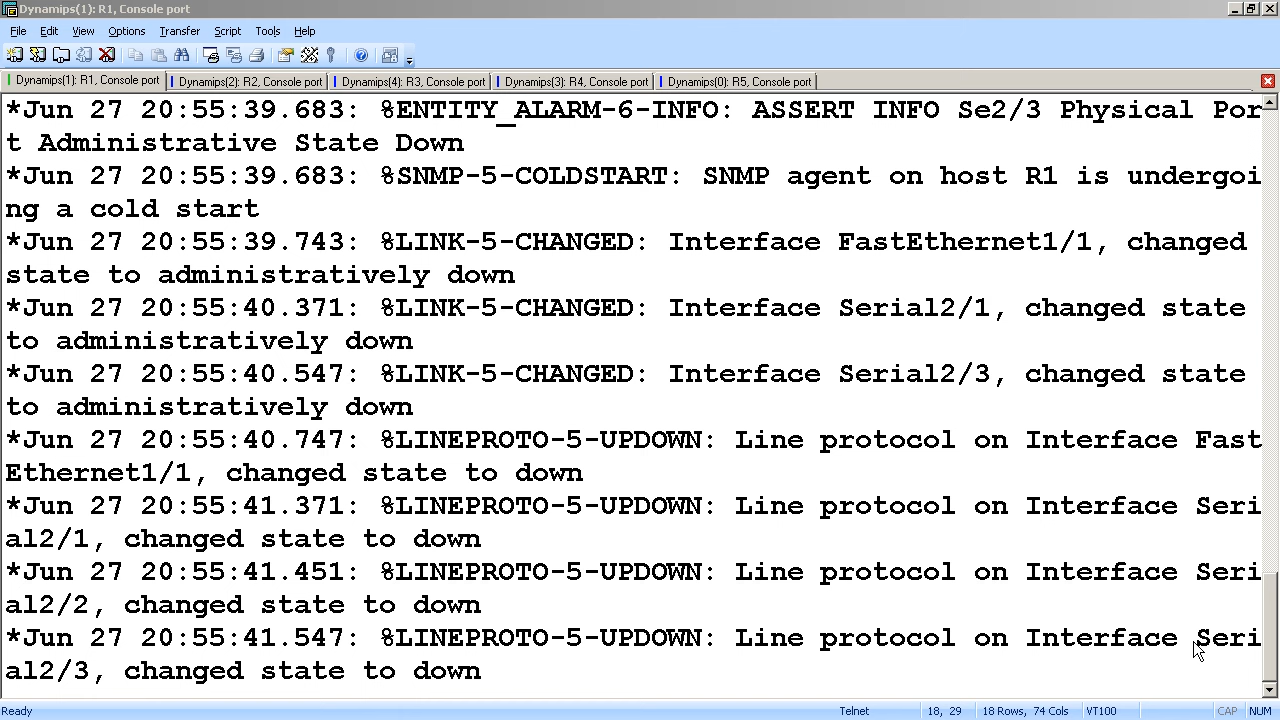 Dynamips(1): R1, Console port
File Edit View Options Transfer Script Tools Help
Dynamips(1): R1, Console port Dynamips(2): R2, Console port Dynamips(4): R3, Console port Dynamips(3): R4, Console port Dynamips(0): R5, Console port
*Jun 27 20:55:39.683: %ENTITY_ALARM-6-INFO: ASSERT INFO Se2/3 Physical Por
t Administrative State Down
*Jun 27 20:55:39.683: %SNMP-5-COLDSTART: SNMP agent on host R1 is undergoi
ng a cold start
*Jun 27 20:55:39.743: %LINK-5-CHANGED: Interface FastEthernet1/1, changed
state to administratively down
*Jun 27 20:55:40.371: %LINK-5-CHANGED: Interface Serial2/1, changed state
to administratively down
*Jun 27 20:55:40.547: %LINK-5-CHANGED: Interface Serial2/3, changed state
to administratively down
*Jun 27 20:55:40.747: %LINEPROTO-5-UPDOWN: Line protocol on Interface Fast
Ethernet1/1, changed state to down
*Jun 27 20:55:41.371: %LINEPROTO-5-UPDOWN: Line protocol on Interface Seri
al2/1, changed state to down
*Jun 27 20:55:41.451: %LINEPROTO-5-UPDOWN: Line protocol on Interface Seri
al2/2, changed state to down
*Jun 27 20:55:41.547: %LINEPROTO-5-UPDOWN: Line protocol on Interface Seri
al2/3, changed state to down
Ready Telnet 18, 29 18 Rows, 74 Cols VT100 CAP NUM